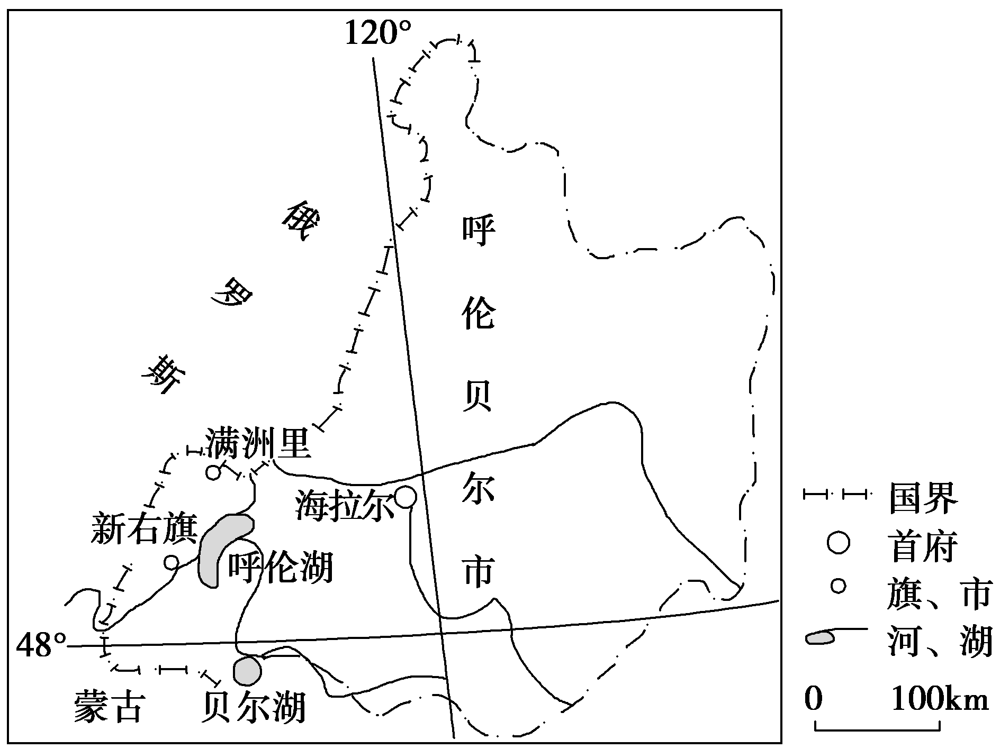 120°
俄
罗
斯
呼
伦
贝
尔
市
满洲里
海拉尔
新右旗
呼伦湖
48°
蒙古
贝尔湖
国界
首府
旗、市
河、湖
0 100km